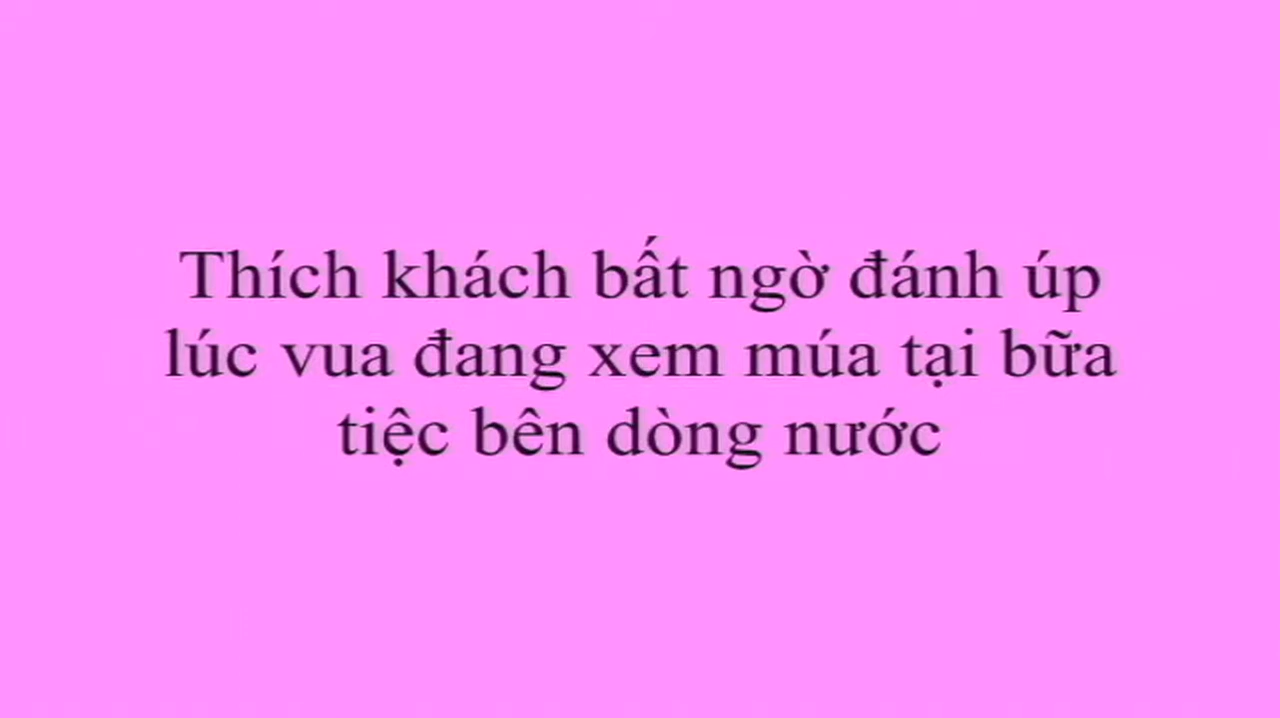 Thích khách bất ngờ đánh úp
lúc vua đang xem múa tại bữa
tiệc bên dòng nước